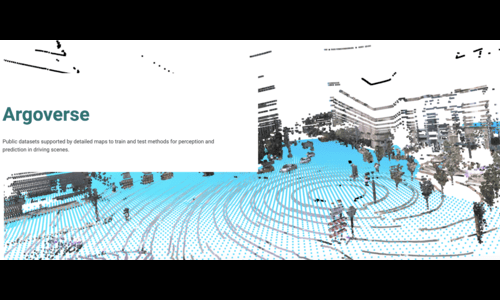 Argoverse
Public datasets supported by detailed maps to train and test methods for perception and
prediction in driving scenes.